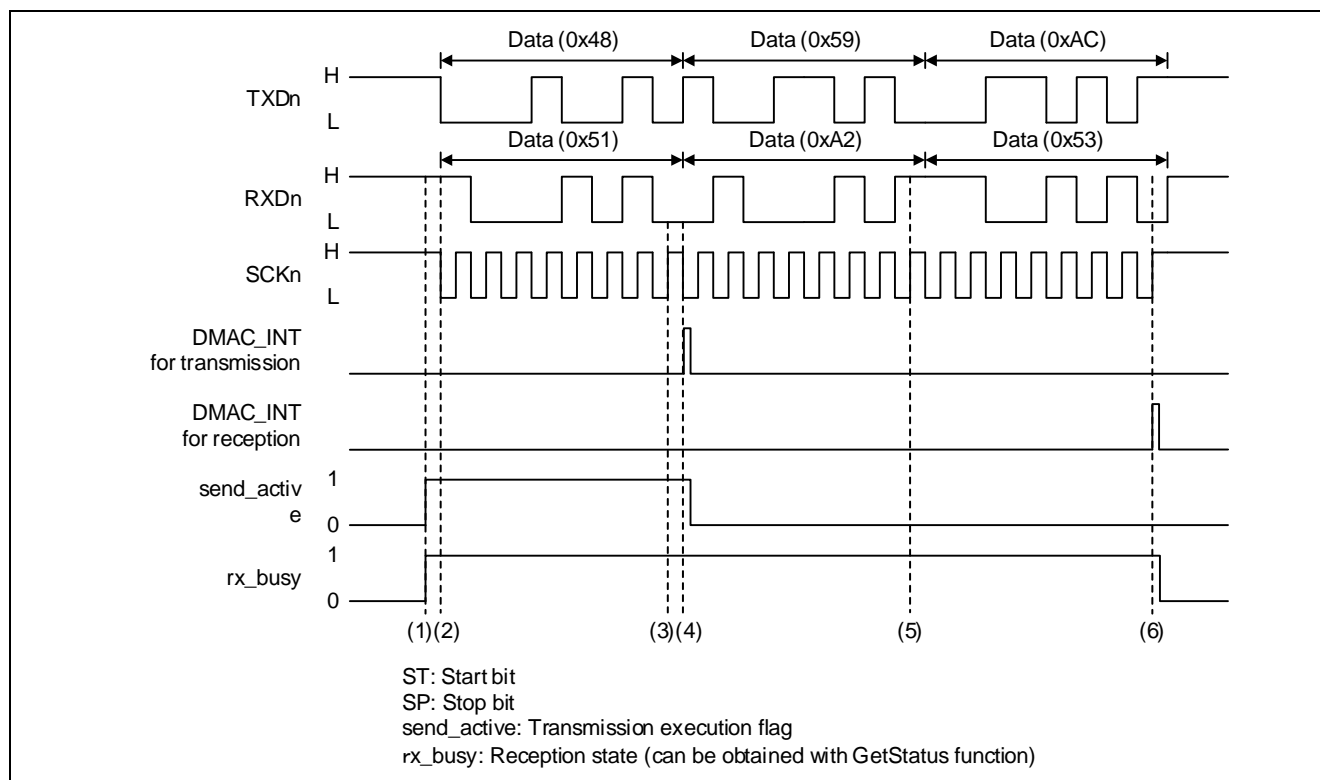 Data (0x48) Data (0x59) Data (0xAC)
H
TXDn
L
Data (0x51) Data (0xA2) Data (0x53)
H
RXDn
L
H
SCKn
L
DMAC_INT
for transmission
DMAC_INT
for reception
1
send_activ
e
0
1
rx_busy
0
(1) (2) (3) (4) (5) (6)
ST: Start bit
SP: Stop bit
send_active: Transmission execution flag
rx_busy: Reception state (can be obtained with GetStatus function)